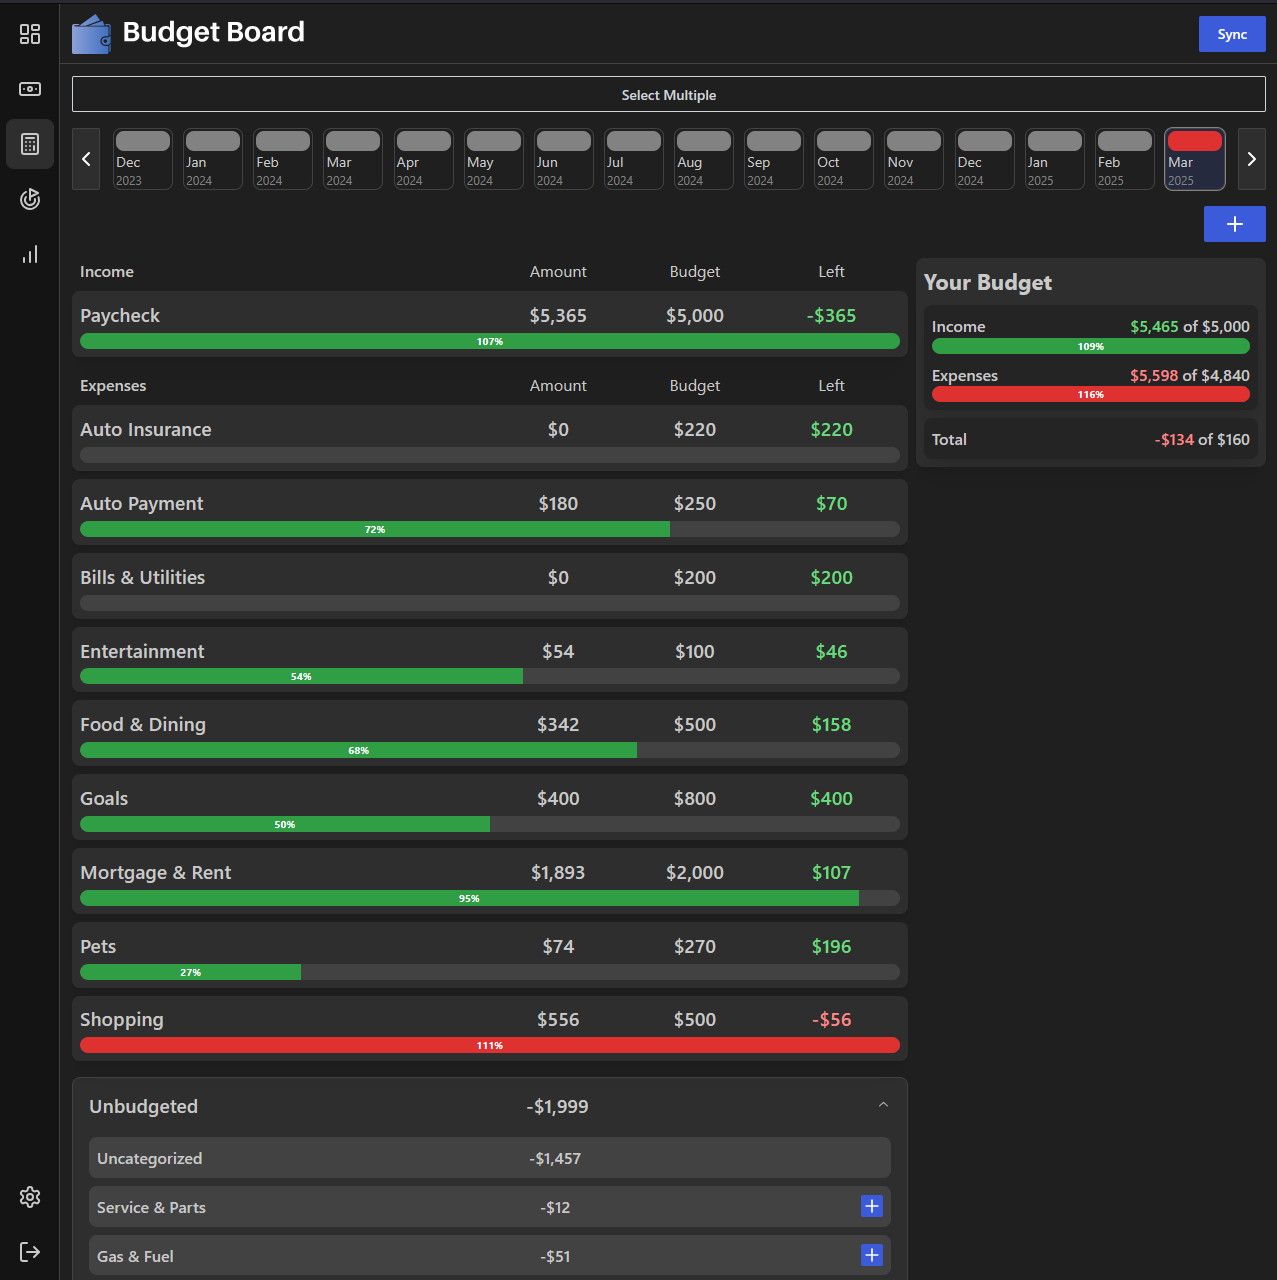 Budget Board
Sync
Select Multiple
Dec Jan Feb Mar Apr May Jun Jul Aug Sep Oct Nov Dec Jan Feb Mar
2023 2024 2024 2024 2024 2024 2024 2024 2024 2024 2024 2024 2024 2025 2025 2025
Income Amount Budget Left
Paycheck $5,365 $5,000 -$365
107%
Expenses Amount Budget Left
Auto Insurance $0 $220 $220
Auto Payment $180 $250 $70
72%
Bills & Utilities $0 $200 $200
Entertainment $54 $100 $46
54%
Food & Dining $342 $500 $158
68%
Goals $400 $800 $400
50%
Mortgage & Rent $1,893 $2,000 $107
95%
Pets $74 $270 $196
27%
Shopping $556 $500 -$56
111%
Unbudgeted -$1,999
Uncategorized -$1,457
Service & Parts -$12
Gas & Fuel -$51
Your Budget
Income $5,465 of $5,000
109%
Expenses $5,598 of $4,840
116%
Total -$134 of $160